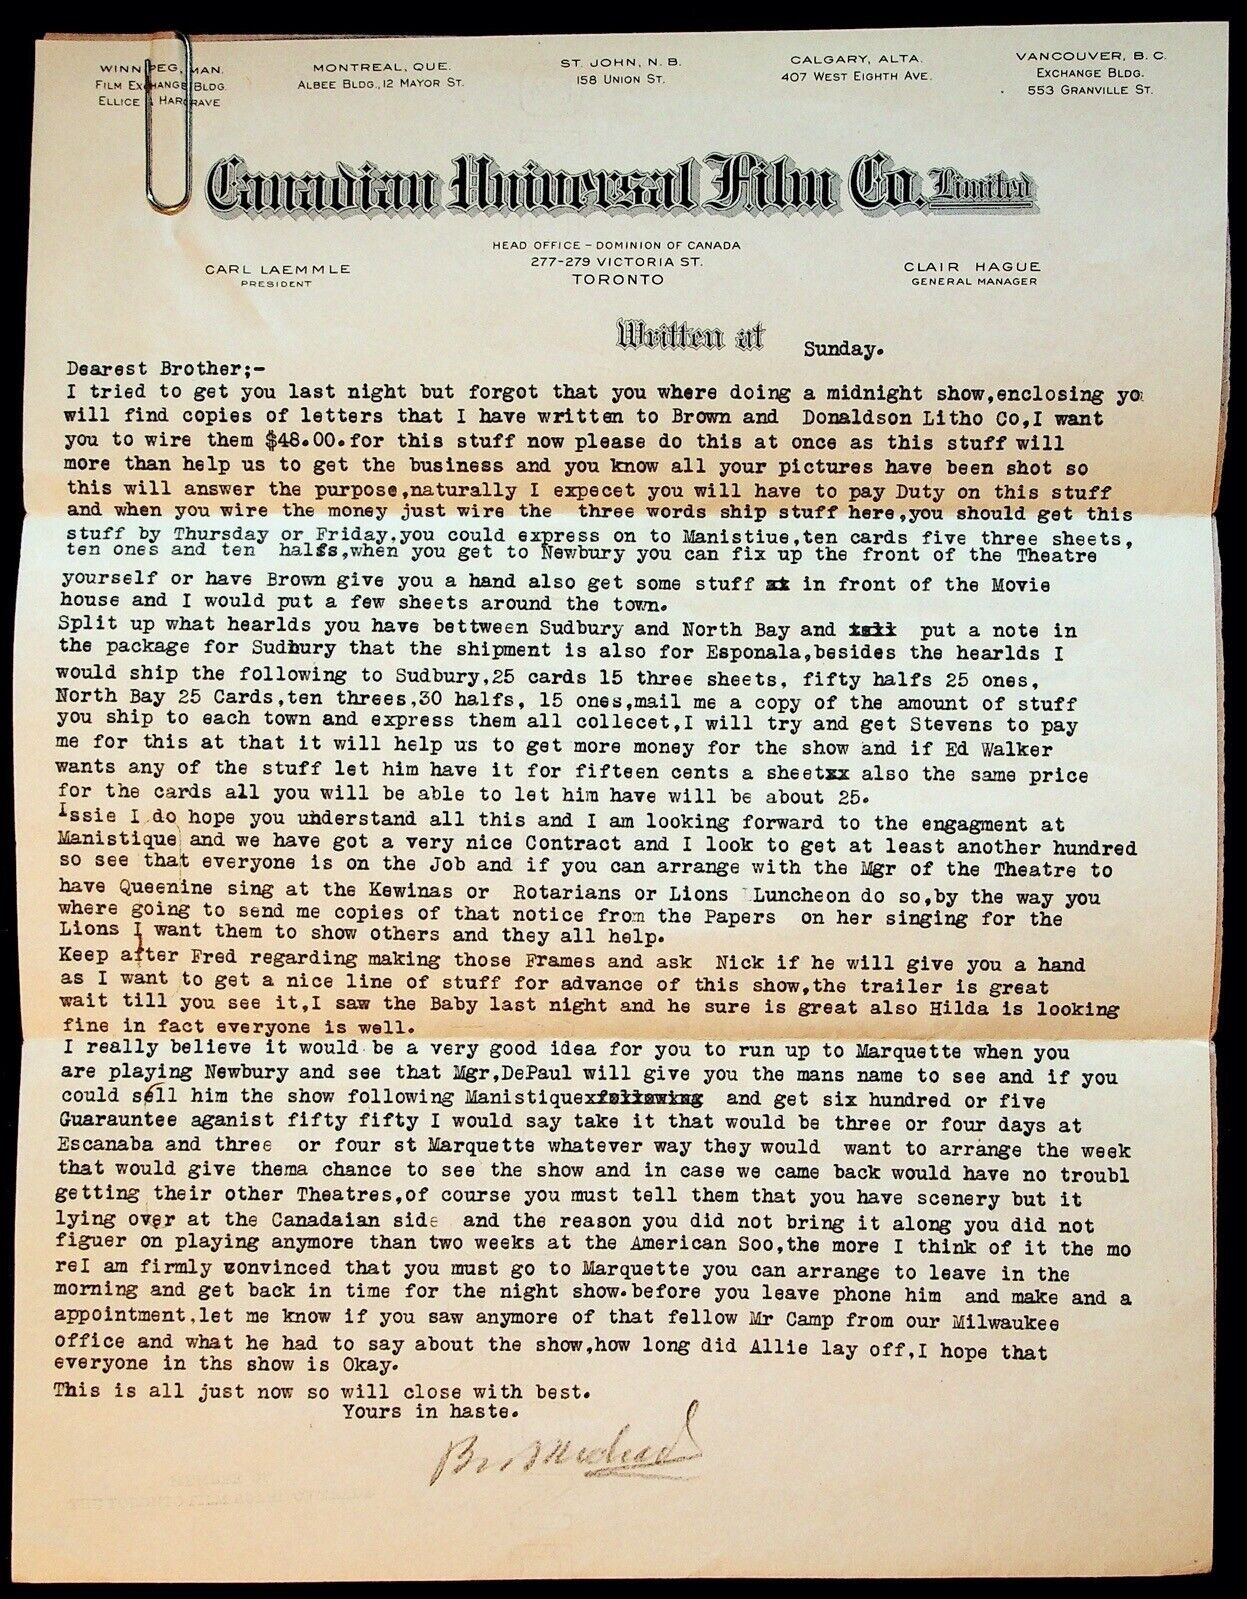 WINNIPEG, MAN.
FILM EXCHANGE BLDG.
ELLICE & HARGRAVE
MONTREAL, QUE.
ALBEE BLDG., 12 MAYOR ST.
ST. JOHN, N. B.
158 UNION ST.
CALGARY, ALTA.
407 WEST EIGHTH AVE.
VANCOUVER, B. C.
EXCHANGE BLDG.
553 GRANVILLE ST.
Canadian Universal Film Co. Limited
HEAD OFFICE – DOMINION OF CANADA
277-279 VICTORIA ST.
TORONTO
CARL LAEMMLE
PRESIDENT
CLAIR HAGUE
GENERAL MANAGER
Written at Sunday.
Dearest Brother;-
I tried to get you last night but forgot that you where doing a midnight show,enclosing yo
will find copies of letters that I have written to Brown and Donaldson Litho Co,I want
you to wire them $48.00.for this stuff now please do this at once as this stuff will
more than help us to get the business and you know all your pictures have been shot so
this will answer the purpose,naturally I expecet you will have to pay Duty on this stuff
and when you wire the money just wire the three words ship stuff here,you should get this
stuff by Thursday or Friday,you could express on to Manistiue,ten cards five three sheets,
ten ones and ten halfs,when you get to Newbury you can fix up the front of the Theatre
yourself or have Brown give you a hand also get some stuff xx in front of the Movie
house and I would put a few sheets around the town.
Split up what hearlds you have bettween Sudbury and North Bay and put a note in
the package for Sudbury that the shipment is also for Esponala,besides the hearlds I
would ship the following to Sudbury,25 cards 15 three sheets, fifty halfs 25 ones,
North Bay 25 Cards,ten threes,30 halfs, 15 ones,mail me a copy of the amount of stuff
you ship to each town and express them all collecet,I will try and get Stevens to pay
me for this at that it will help us to get more money for the show and if Ed Walker
wants any of the stuff let him have it for fifteen cents a sheetxx also the same price
for the cards all you will be able to let him have will be about 25.
Issie I do hope you uhderstand all this and I am looking forward to the engagment at
Manistique and we have got a very nice Contract and I look to get at least another hundred
so see that everyone is on the Job and if you can arrange with the Mgr of the Theatre to
have Queenine sing at the Kewinas or Rotarians or Lions Luncheon do so,by the way you
where going to send me copies of that notice from the Papers on her singing for the
Lions I want them to show others and they all help.
Keep after Fred regarding making those Frames and ask Nick if he will give you a hand
as I want to get a nice line of stuff for advance of this show,the trailer is great
wait till you see it,I saw the Baby last night and he sure is great also Hilda is looking
fine in fact everyone is well.
I really believe it would be a very good idea for you to run up to Marquette when you
are playing Newbury and see that Mgr,DePaul will give you the mans name to see and if you
could sell him the show following Manistiquexfollowing and get six hundred or five
Guarauntee aganist fifty fifty I would say take it that would be three or four days at
Escanaba and three or four st Marquette whatever way they would want to arrange the week
that would give thema chance to see the show and in case we came back would have no troubl
getting their other Theatres,of course you must tell them that you have scenery but it
lying over at the Canadaian side and the reason you did not bring it along you did not
figuer on playing anymore than two weeks at the American Soo,the more I think of it the mo
reI am firmly convinced that you must go to Marquette you can arrange to leave in the
morning and get back in time for the night show.before you leave phone him and make and a
appointment,let me know if you saw anymore of that fellow Mr Camp from our Milwaukee
office and what he had to say about the show,how long did Allie lay off,I hope that
everyone in ths show is Okay.
This is all just now so will close with best.
Yours in haste.